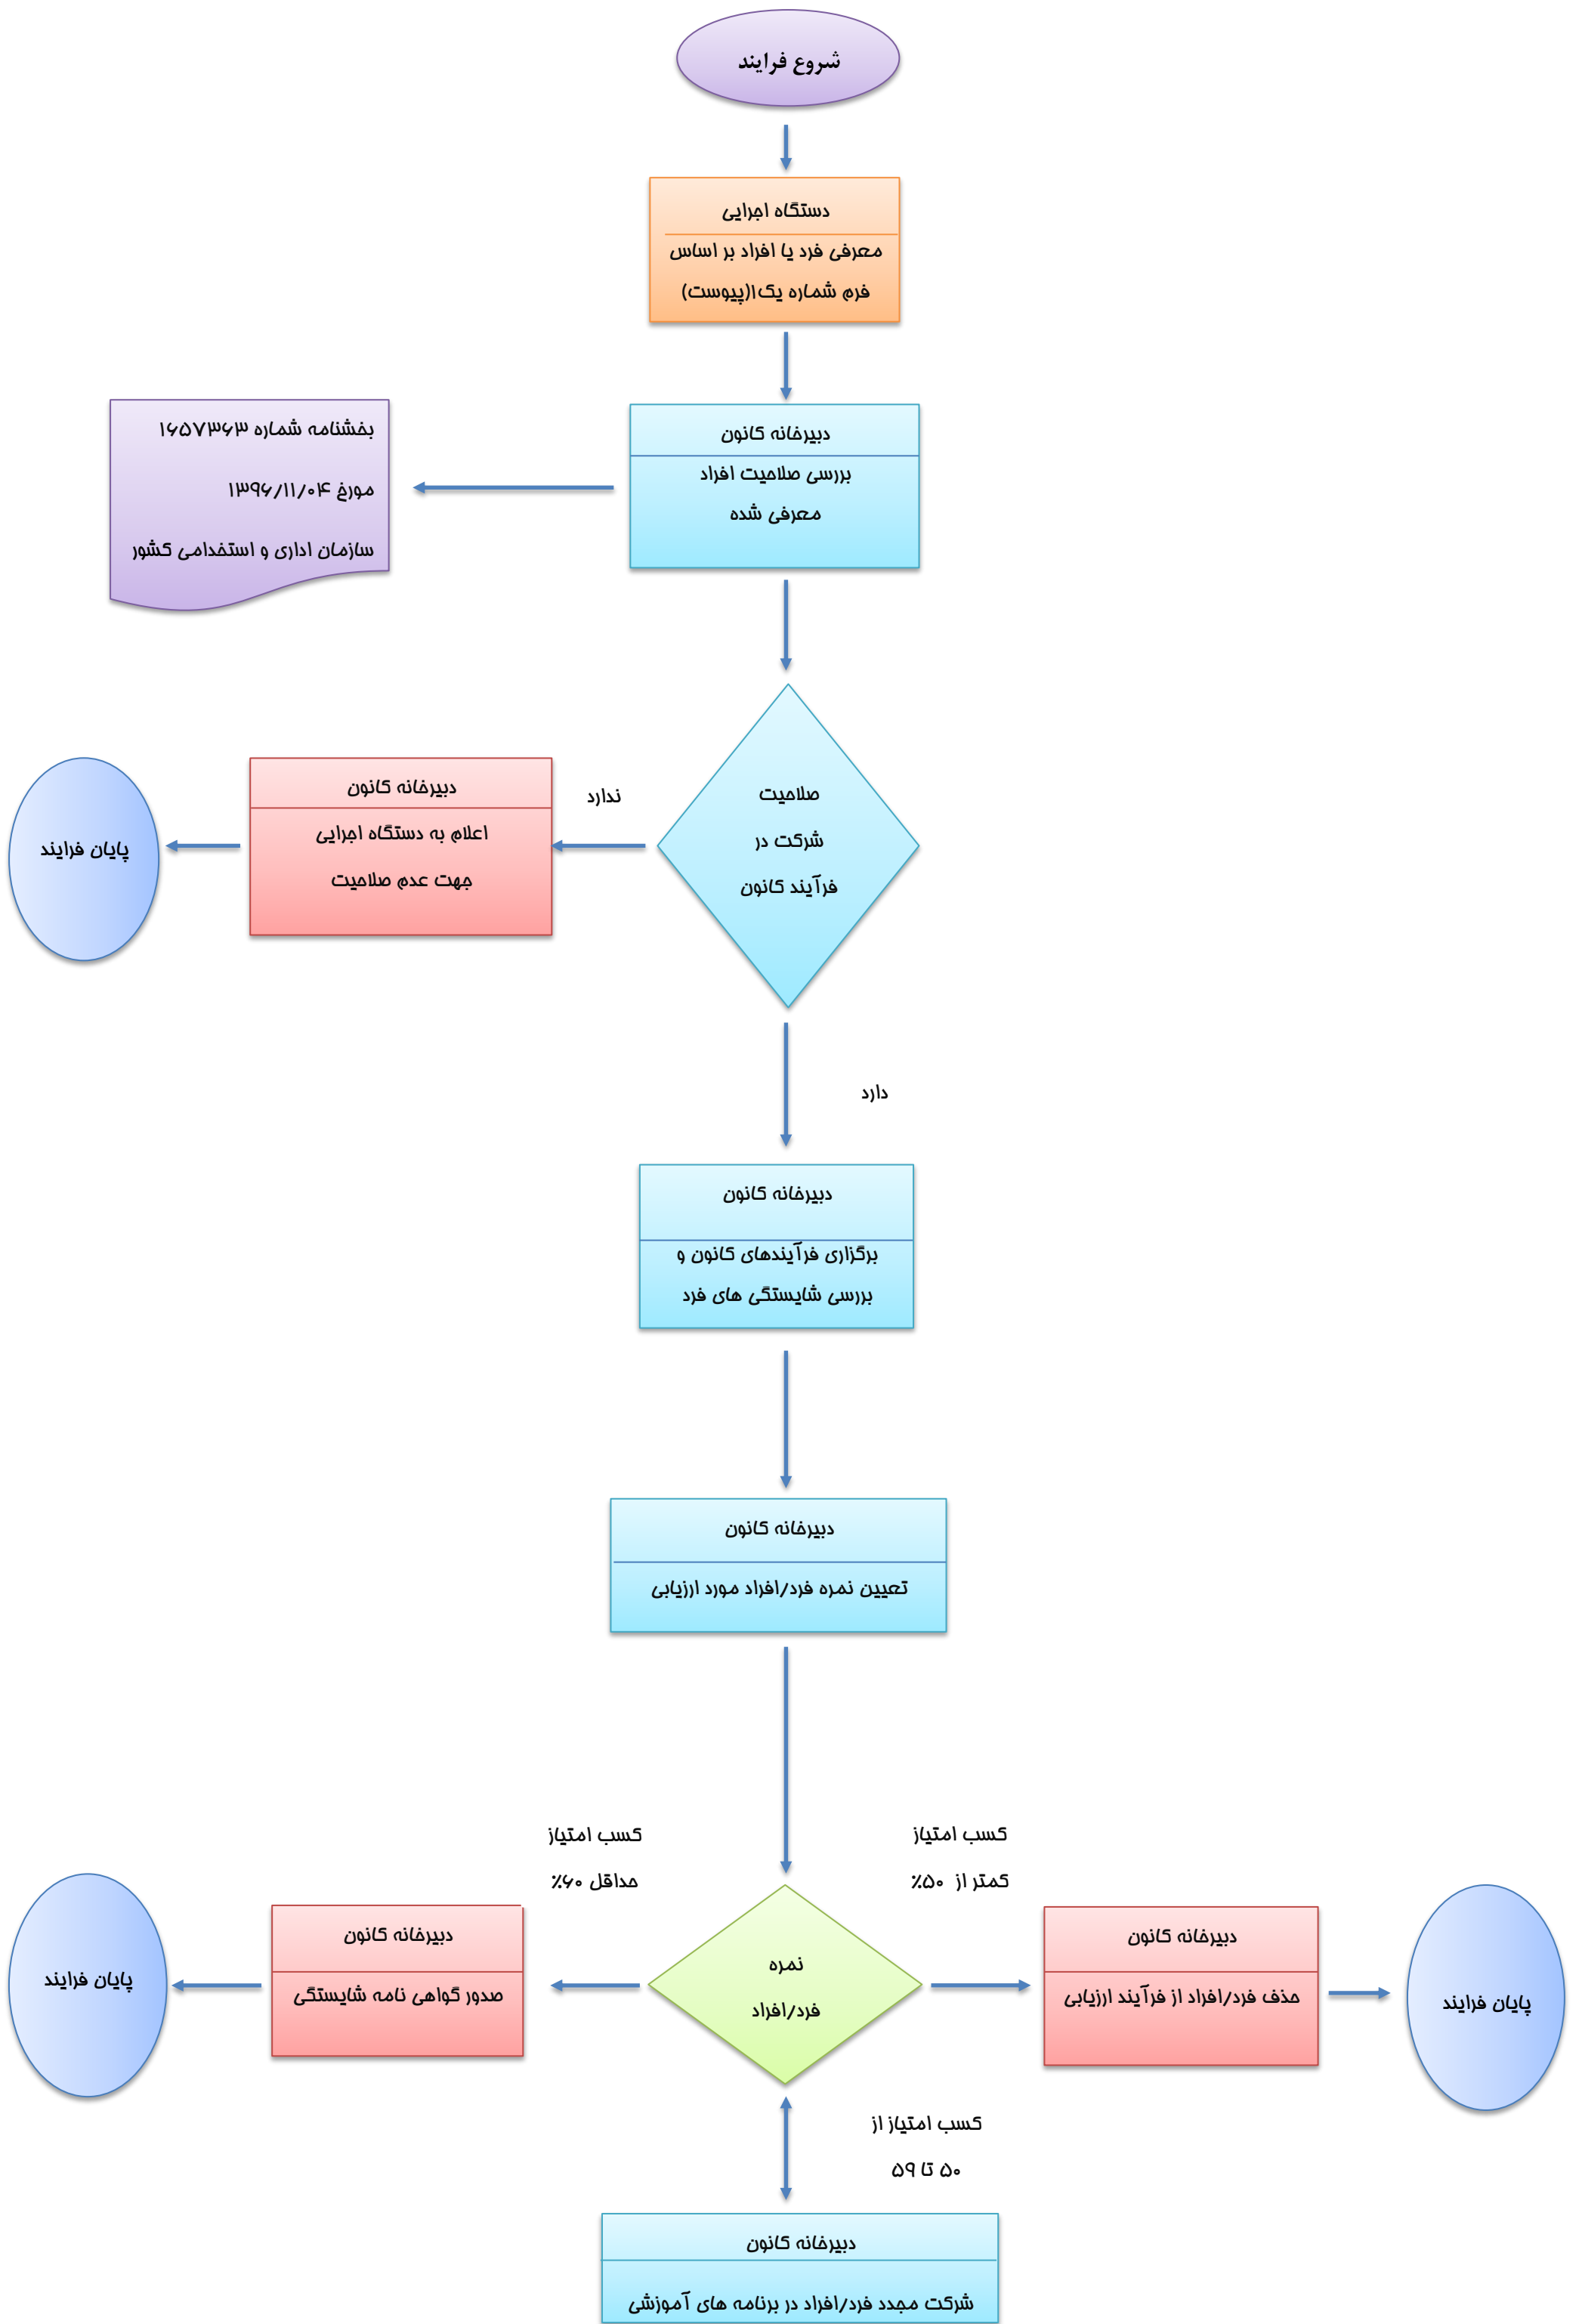 شروع فرایند
دستگاه اجرایی
معرفی فرد یا افراد بر اساس
فرم شماره یک۱(پیوست)
دبیرخانه کانون
بررسی صلاحیت افراد
معرفی شده
بخشنامه شماره ۱۶۵۷۳۶۳
مورخ ۱۳۹۶/۱۱/۰۴
سازمان اداری و استخدامی کشور
صلاحیت
شرکت در
فرآیند کانون
ندارد
دبیرخانه کانون
اعلام به دستگاه اجرایی
جهت عدم صلاحیت
پایان فرایند
دارد
دبیرخانه کانون
برگزاری فرآیندهای کانون و
بررسی شایستگی های فرد
دبیرخانه کانون
تعیین نمره فرد/افراد مورد ارزیابی
کسب امتیاز
کمتر از ۵۰٪
کسب امتیاز
حداقل ۶۰٪
نمره
فرد/افراد
دبیرخانه کانون
حذف فرد/افراد از فرآیند ارزیابی
پایان فرایند
دبیرخانه کانون
صدور گواهی نامه شایستگی
پایان فرایند
کسب امتیاز از
۵۰ تا ۵۹
دبیرخانه کانون
شرکت مجدد فرد/افراد در برنامه های آموزشی